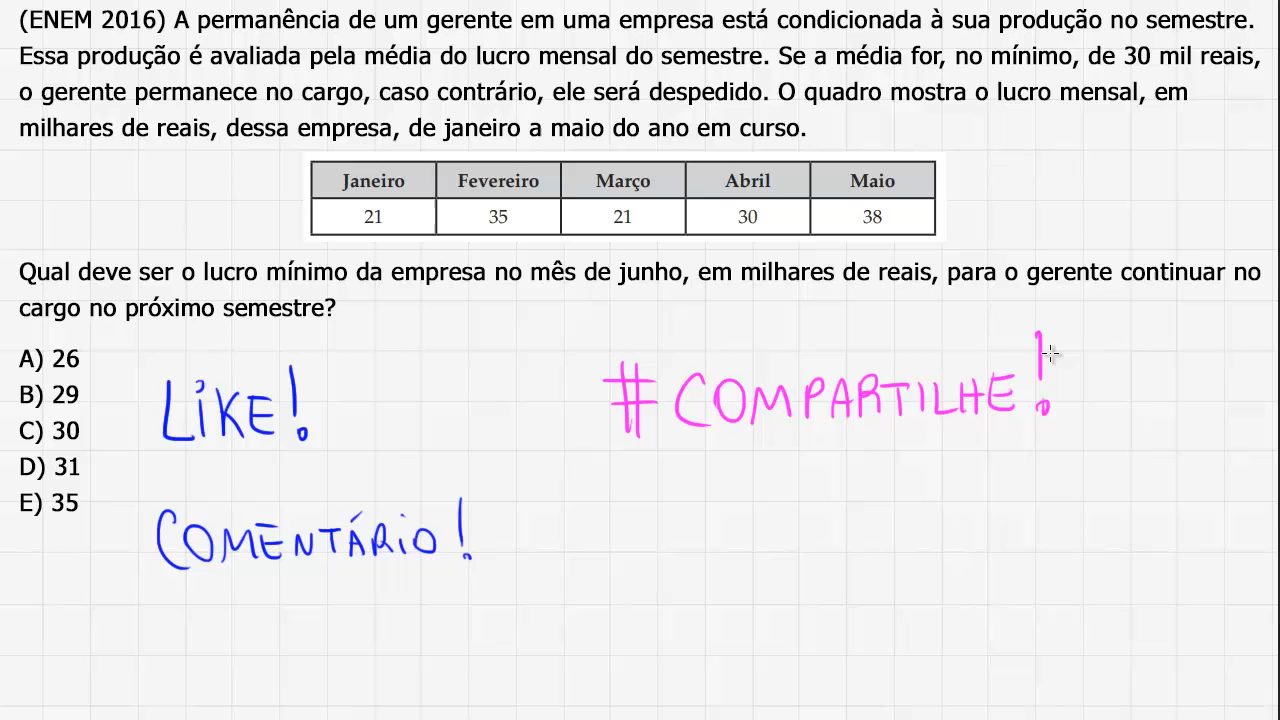 (ENEM 2016) A permanência de um gerente em uma empresa está condicionada à sua produção no semestre.
Essa produção é avaliada pela média do lucro mensal do semestre. Se a média for, no mínimo, de 30 mil reais,
o gerente permanece no cargo, caso contrário, ele será despedido. O quadro mostra o lucro mensal, em
milhares de reais, dessa empresa, de janeiro a maio do ano em curso.
Janeiro Fevereiro Março Abril Maio
21 35 21 30 38
Qual deve ser o lucro mínimo da empresa no mês de junho, em milhares de reais, para o gerente continuar no
cargo no próximo semestre?
A) 26
B) 29
C) 30
D) 31
E) 35
LiKE!
#COMPARTILHE!
COMENTÁRiO!